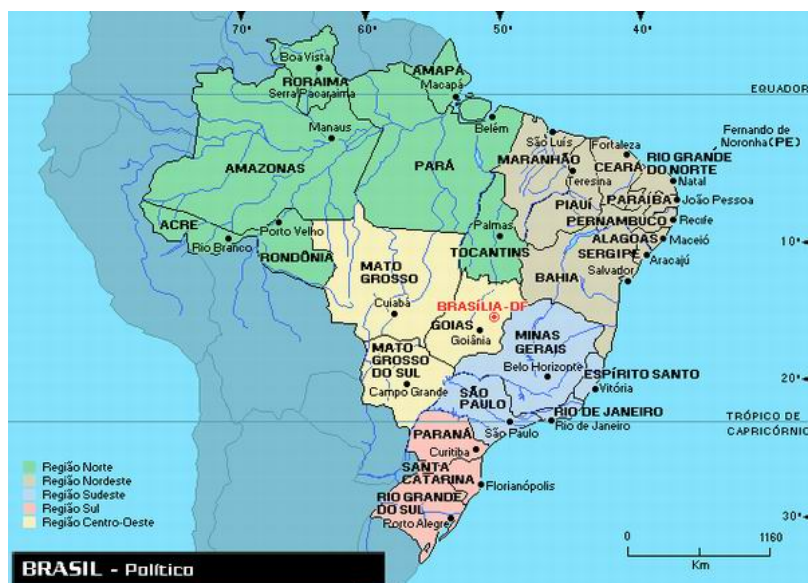 70°
60°
50°
40°
Boa Vista
RORAIMA
Serra Pacaraima
AMAPÁ
Macapá
EQUADOR
Manaus
Belém
São Luís
Fortaleza
Fernando de
Noronha (PE)
AMAZONAS
PARÁ
MARANHÃO
CEARÁ
RIO GRANDE
DO NORTE
Teresina
Natal
PIAUÍ
PARAÍBA
João Pessoa
ACRE
Porto Velho
Palmas
PERNAMBUCO
Recife
Rio Branco
RONDÔNIA
TOCANTINS
ALAGOAS
Maceió
10°
SERGIPE
Aracajú
MATO
GROSSO
BAHIA
Salvador
Cuiabá
BRASÍLIA-DF
GOIAS
Goiânia
MINAS
GERAIS
MATO
GROSSO
DO SUL
Campo Grande
Belo Horizonte
ESPÍRITO SANTO
Vitória
20°
SÃO
PAULO
RIO DE JANEIRO
Rio de Janeiro
São Paulo
TRÓPICO DE
CAPRICÓRNIO
PARANÁ
Curitiba
SANTA
CATARINA
Florianópolis
RIO GRANDE
DO SUL
Porto Alegre
30°
Região Norte
Região Nordeste
Região Sudeste
Região Sul
Região Centro-Oeste
0
1160
Km
BRASIL - Político